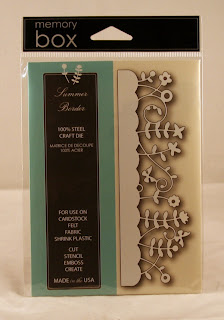 memory
box
Summer
Border
100% STEEL
CRAFT DIE
MATRICE DE DECOUPE
100% ACIER
FOR USE ON
CARDSTOCK
FELT
FABRIC
SHRINK PLASTIC
CUT
STENCIL
EMBOSS
CREATE
MADE IN THE USA